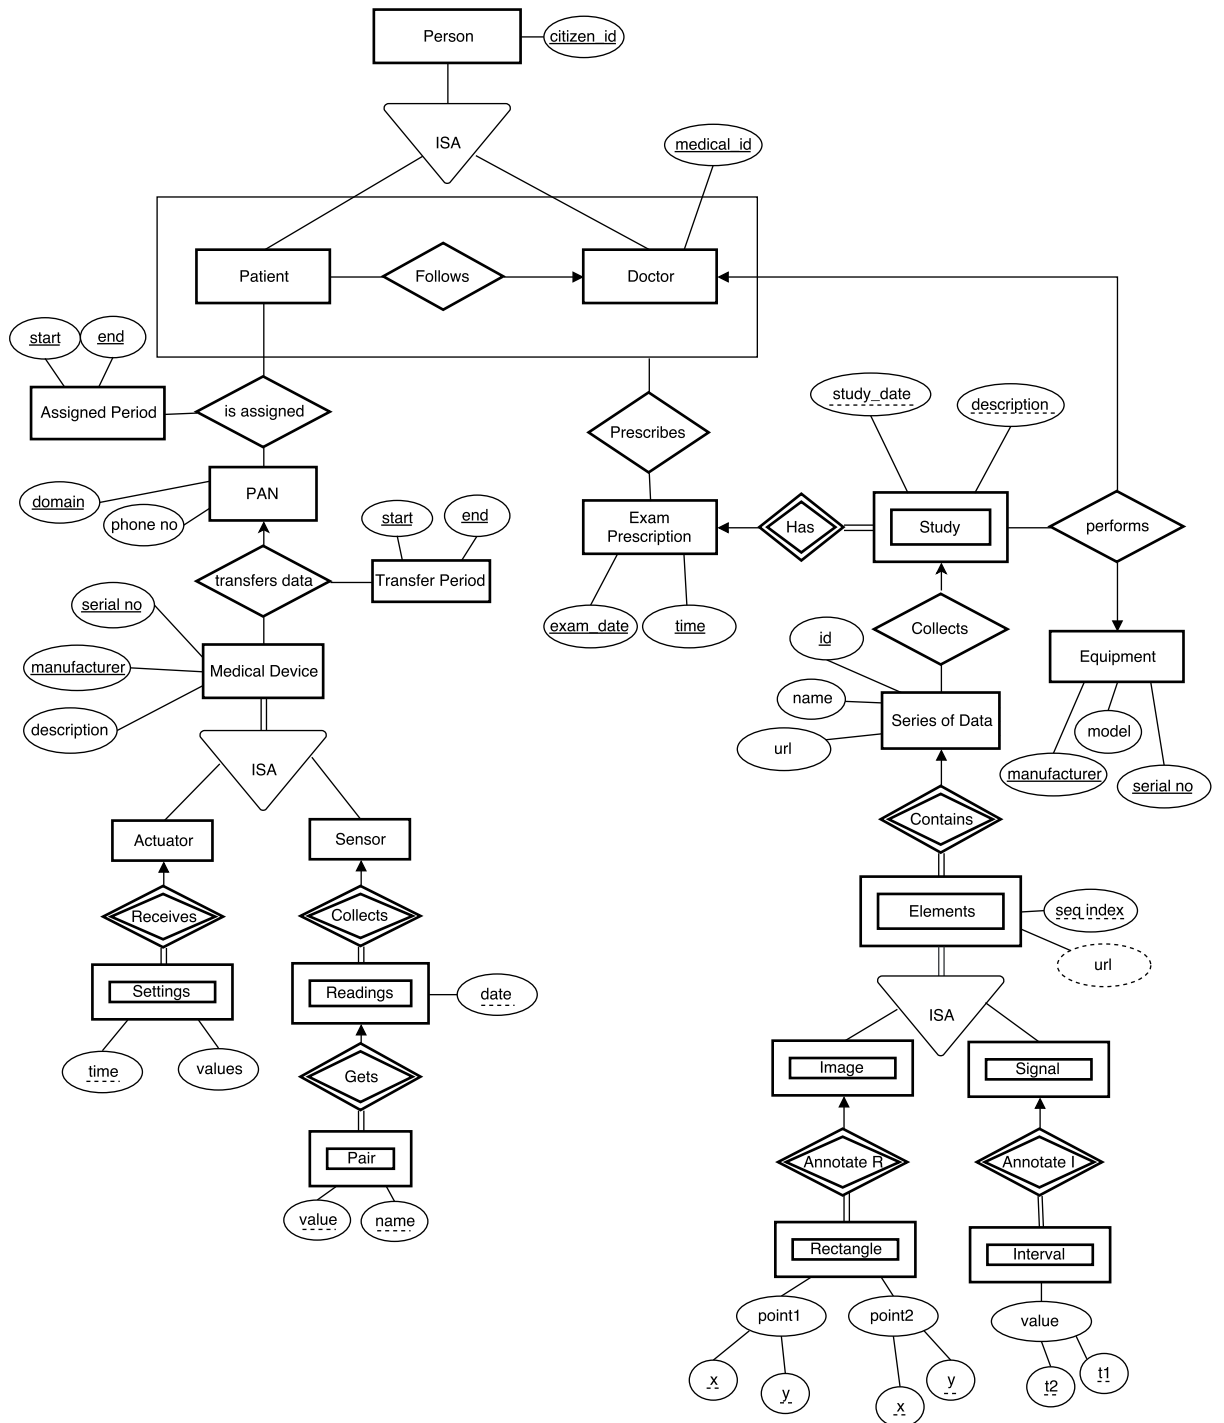 Person
citizen_id
ISA
medical_id
Patient
Follows
Doctor
start
end
Assigned Period
is assigned
study_date
description
Prescribes
PAN
domain
phone no
start
end
Exam
Prescription
Has
Study
performs
transfers data
Transfer Period
serial no
exam_date
time
id
Collects
Equipment
manufacturer
Medical Device
name
Series of Data
description
url
model
manufacturer
serial no
ISA
Actuator
Sensor
Contains
Receives
Collects
Elements
seq index
url
Settings
Readings
date
ISA
time
values
Gets
Image
Signal
Pair
Annotate R
Annotate I
value
name
Rectangle
Interval
point1
point2
value
x
y
x
y
t2
t1